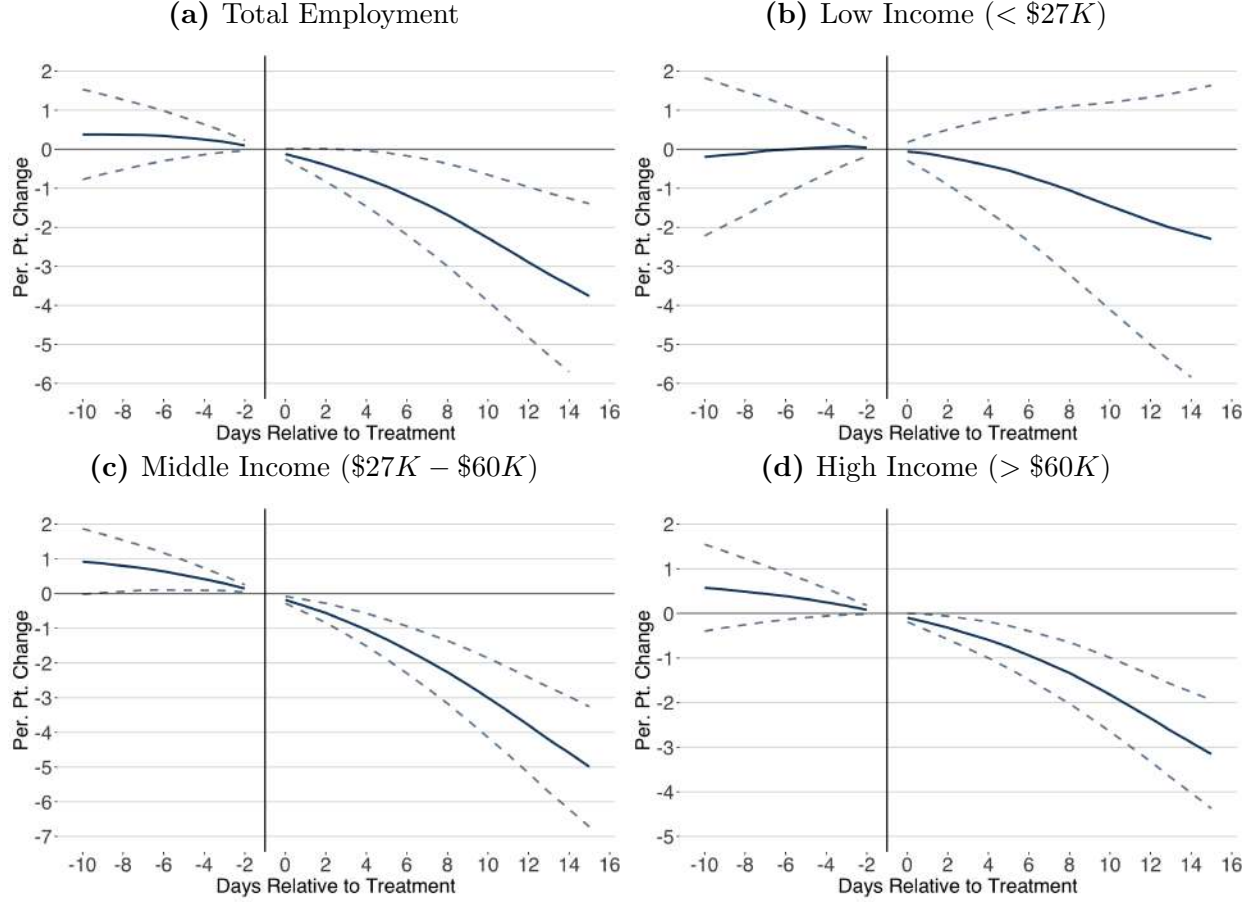 (a) Total Employment
Per. Pt. Change
2
1
0
-1
-2
-3
-4
-5
-6
-10 -8 -6 -4 -2 0 2 4 6 8 10 12 14 16
Days Relative to Treatment
(b) Low Income (< $27K)
Per. Pt. Change
2
1
0
-1
-2
-3
-4
-5
-6
-10 -8 -6 -4 -2 0 2 4 6 8 10 12 14 16
Days Relative to Treatment
(c) Middle Income ($27K – $60K)
Per. Pt. Change
2
1
0
-1
-2
-3
-4
-5
-6
-7
-10 -8 -6 -4 -2 0 2 4 6 8 10 12 14 16
Days Relative to Treatment
(d) High Income (> $60K)
Per. Pt. Change
2
1
0
-1
-2
-3
-4
-5
-10 -8 -6 -4 -2 0 2 4 6 8 10 12 14 16
Days Relative to Treatment